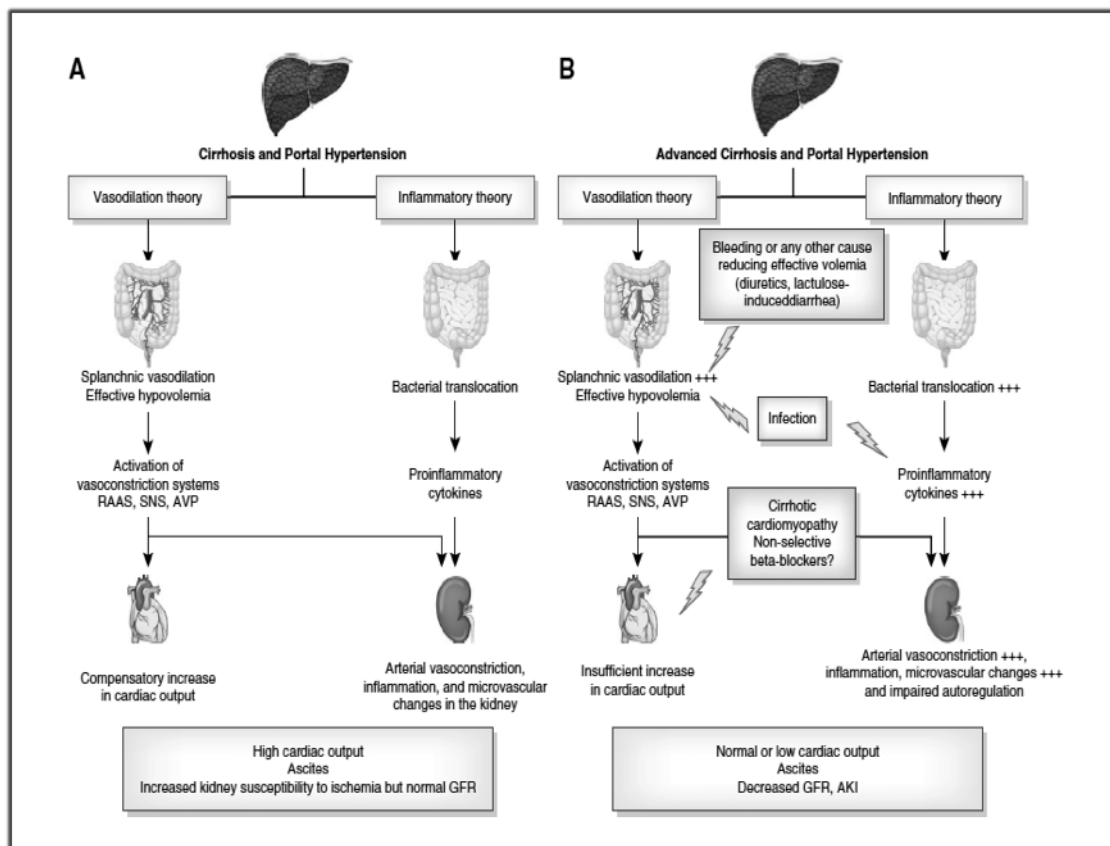 A
Cirrhosis and Portal Hypertension
Vasodilation theory
Inflammatory theory
Splanchnic vasodilation
Effective hypovolemia
Bacterial translocation
Activation of
vasoconstriction systems
RAAS, SNS, AVP
Proinflammatory
cytokines
Compensatory increase
in cardiac output
Arterial vasoconstriction,
inflammation, and microvascular
changes in the kidney
High cardiac output
Ascites
Increased kidney susceptibility to ischemia but normal GFR
B
Advanced Cirrhosis and Portal Hypertension
Vasodilation theory
Inflammatory theory
Bleeding or any other cause
reducing effective volemia
(diuretics, lactulose-
induceddiarrhea)
Splanchnic vasodilation +++
Effective hypovolemia
Bacterial translocation +++
Infection
Activation of
vasoconstriction systems
RAAS, SNS, AVP
Proinflammatory
cytokines +++
Cirrhotic
cardiomyopathy
Non-selective
beta-blockers?
Insufficient increase
in cardiac output
Arterial vasoconstriction +++,
inflammation, microvascular changes +++
and impaired autoregulation
Normal or low cardiac output
Ascites
Decreased GFR, AKI